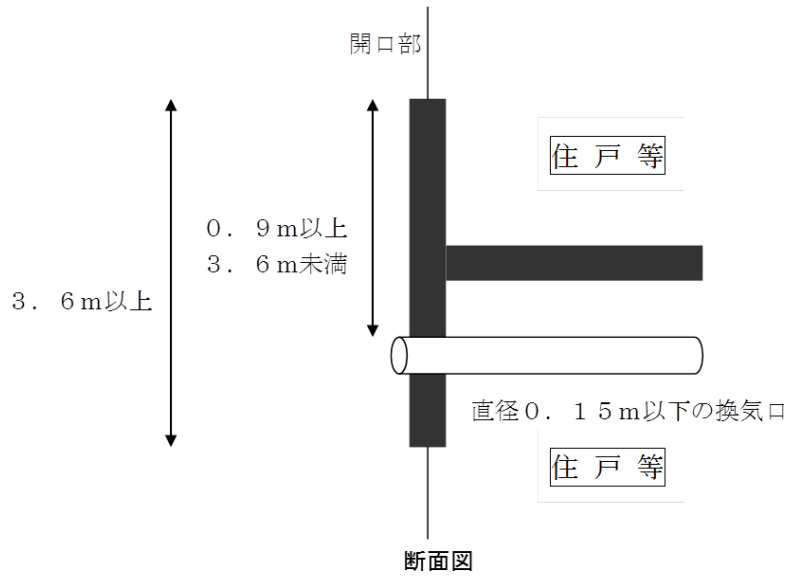 開口部
住 戸 等
０．９ｍ以上
３．６ｍ未満
３．６ｍ以上
直径０．１５ｍ以下の換気口
住 戸 等
断面図